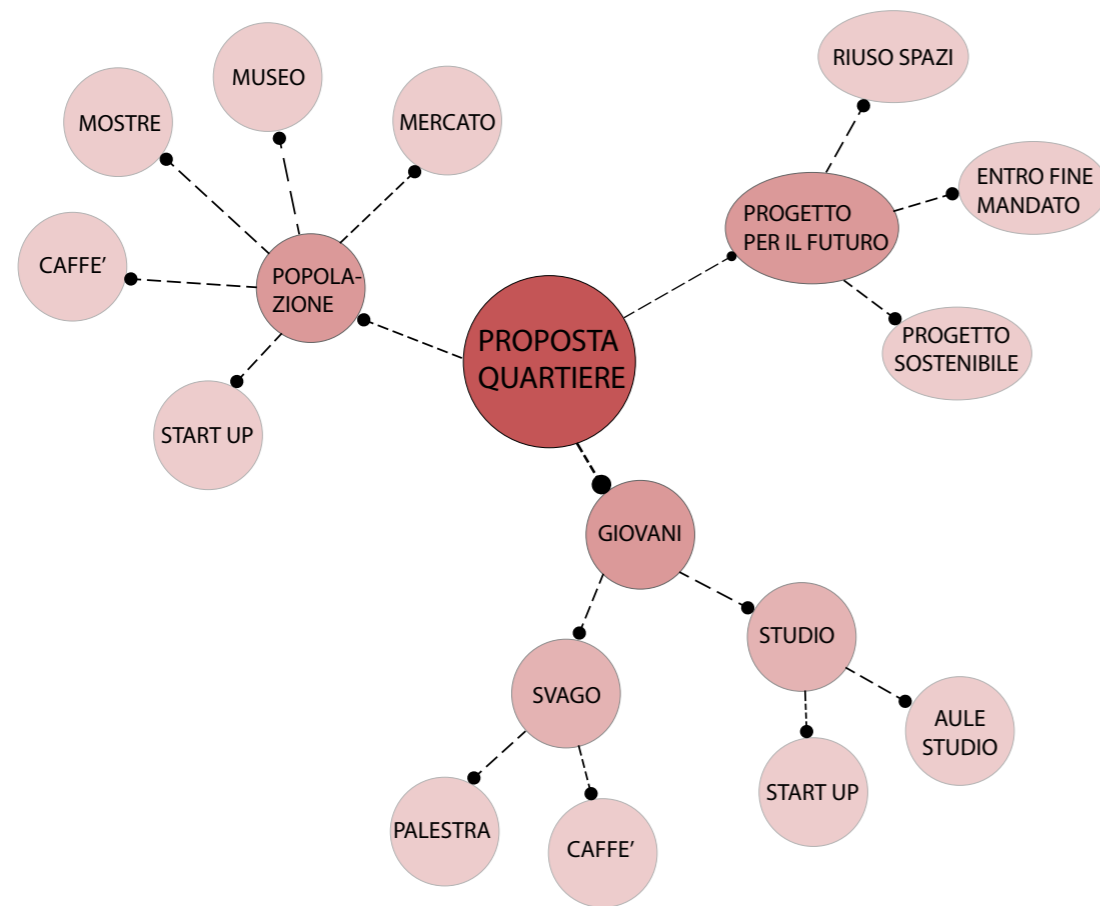 RIUSO SPAZI
MUSEO
MOSTRE
MERCATO
ENTRO FINE
MANDATO
PROGETTO
PER IL FUTURO
CAFFE’
POPOLA-
ZIONE
PROPOSTA
QUARTIERE
PROGETTO
SOSTENIBILE
START UP
GIOVANI
STUDIO
SVAGO
AULE
STUDIO
START UP
PALESTRA
CAFFE’